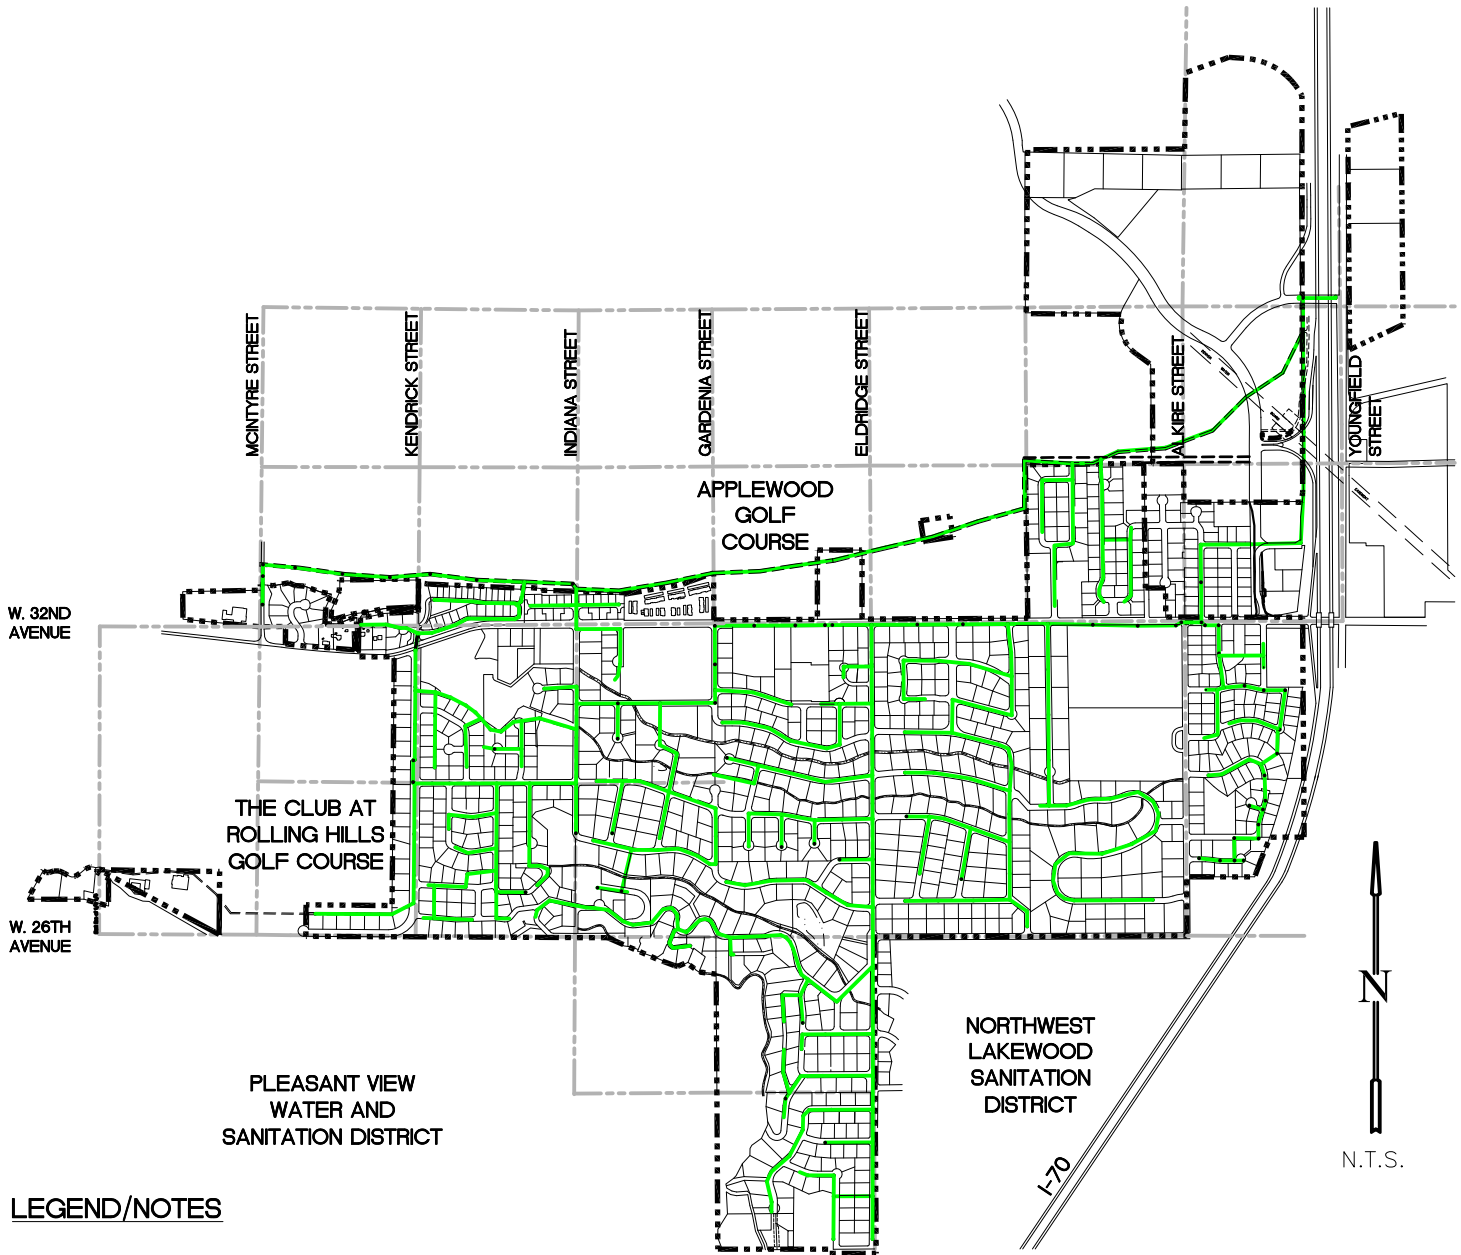 MCINTYRE STREET
KENDRICK STREET
INDIANA STREET
GARDENIA STREET
ELDRIDGE STREET
ALKIRE STREET
YOUNGFIELD
STREET
APPLEWOOD
GOLF
COURSE
W. 32ND
AVENUE
THE CLUB AT
ROLLING HILLS
GOLF COURSE
W. 26TH
AVENUE
N
NORTHWEST
LAKEWOOD
SANITATION
DISTRICT
PLEASANT VIEW
WATER AND
SANITATION DISTRICT
I-70
N.T.S.
LEGEND/NOTES